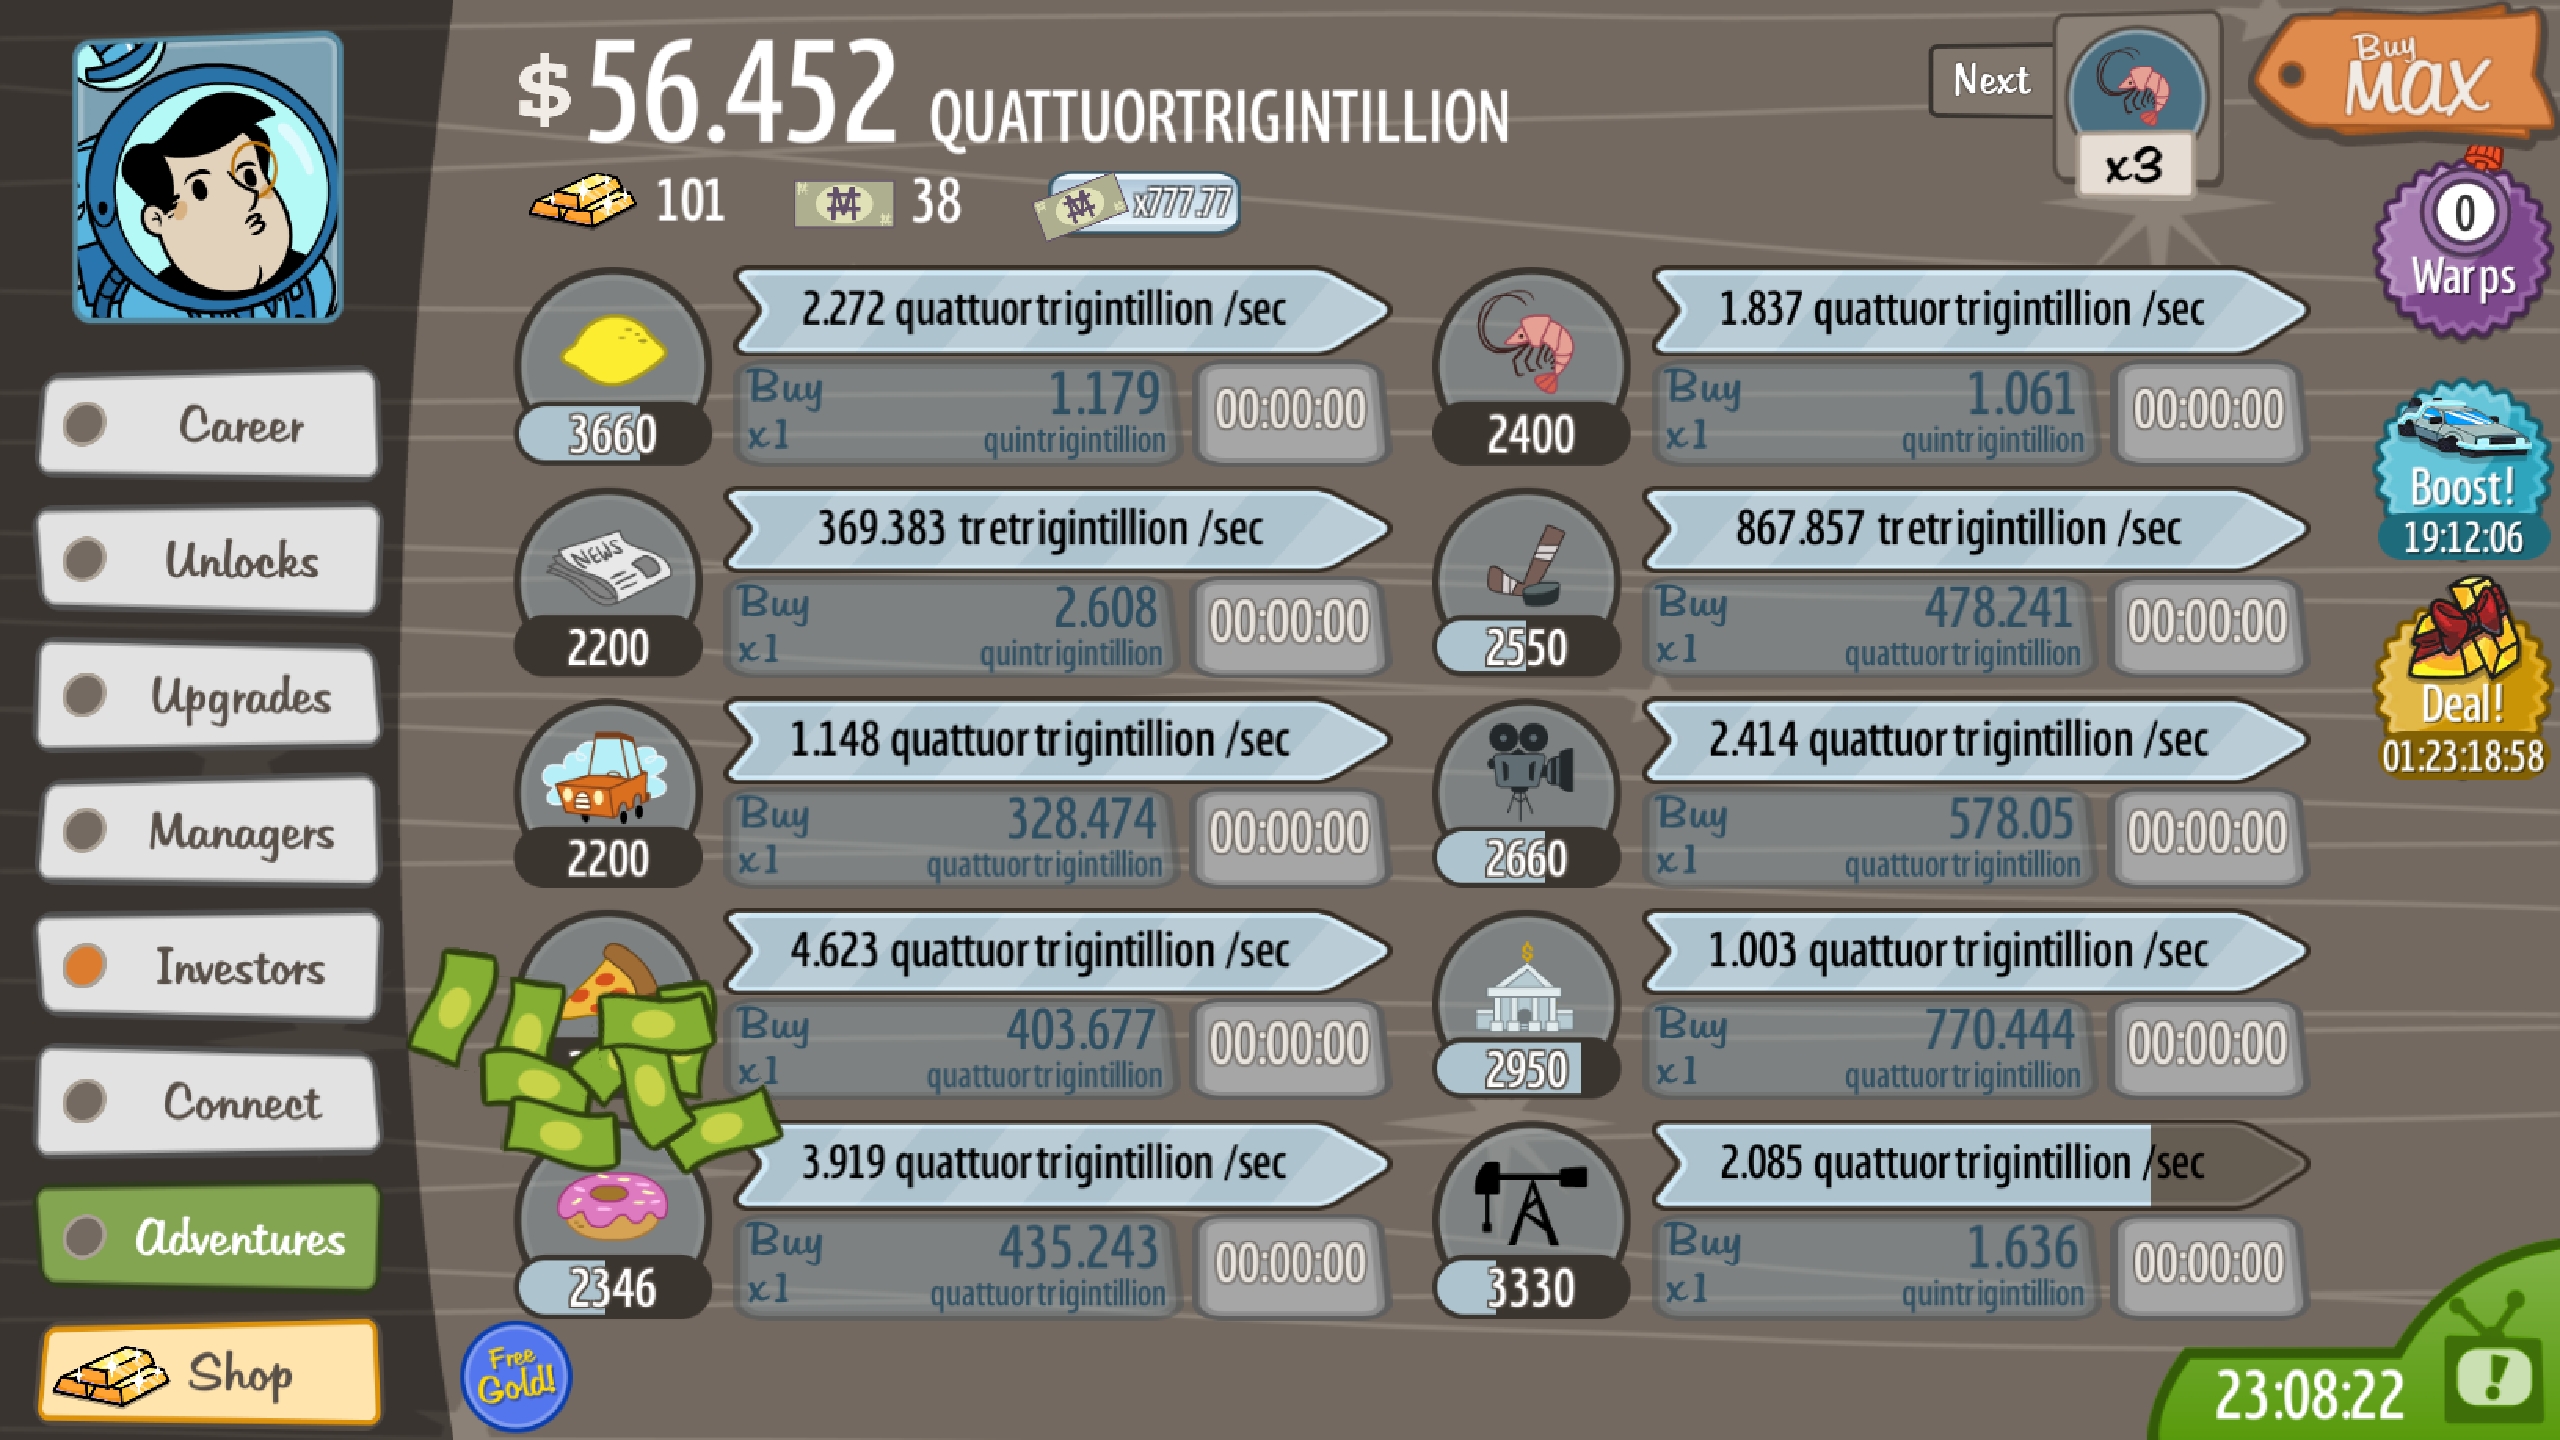 $ 56.452 QUATTUORTRIGINTILLION
Next
x3
Buy
MAX
101
38
x777.77
0
Warps
Boost!
19:12:06
Deal!
01:23:18:58
Career
Unlocks
Upgrades
Managers
Investors
Connect
Adventures
Shop
2.272 quattuortrigintillion /sec
3660
Buy 1.179
x1 quintrigintillion
00:00:00
1.837 quattuortrigintillion /sec
2400
Buy 1.061
x1 quintrigintillion
00:00:00
NEWS
369.383 tretrigintillion /sec
2200
Buy 2.608
x1 quintrigintillion
00:00:00
867.857 tretrigintillion /sec
2550
Buy 478.241
x1 quattuortrigintillion
00:00:00
1.148 quattuortrigintillion /sec
2200
Buy 328.474
x1 quattuortrigintillion
00:00:00
2.414 quattuortrigintillion /sec
2660
Buy 578.05
x1 quattuortrigintillion
00:00:00
4.623 quattuortrigintillion /sec
Buy 403.677
x1 quattuortrigintillion
00:00:00
$
1.003 quattuortrigintillion /sec
2950
Buy 770.444
x1 quattuortrigintillion
00:00:00
3.919 quattuortrigintillion /sec
2346
Buy 435.243
x1 quattuortrigintillion
00:00:00
2.085 quattuortrigintillion /sec
3330
Buy 1.636
x1 quintrigintillion
00:00:00
Free
Gold!
23:08:22
!